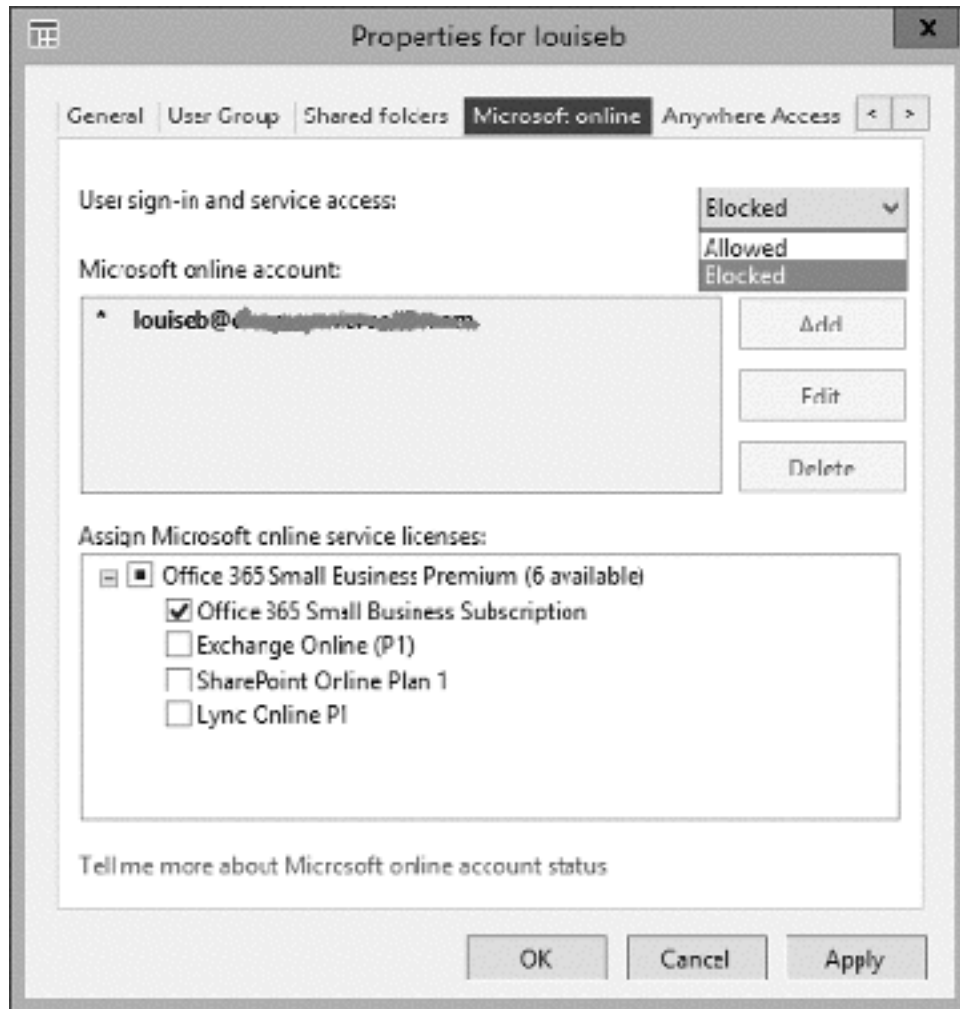 Properties for louiseb
x
General User Group Shared folders Microsoft online Anywhere Access < >
User sign-in and service access:
Blocked
Allowed
Blocked
Microsoft online account:
* louiseb@
Add
Edit
Delete
Assign Microsoft online service licenses:
Office 365 Small Business Premium (6 available)
Office 365 Small Business Subscription
Exchange Online (P1)
SharePoint Online Plan 1
Lync Online P1
Tell me more about Microsoft online account status
OK Cancel Apply